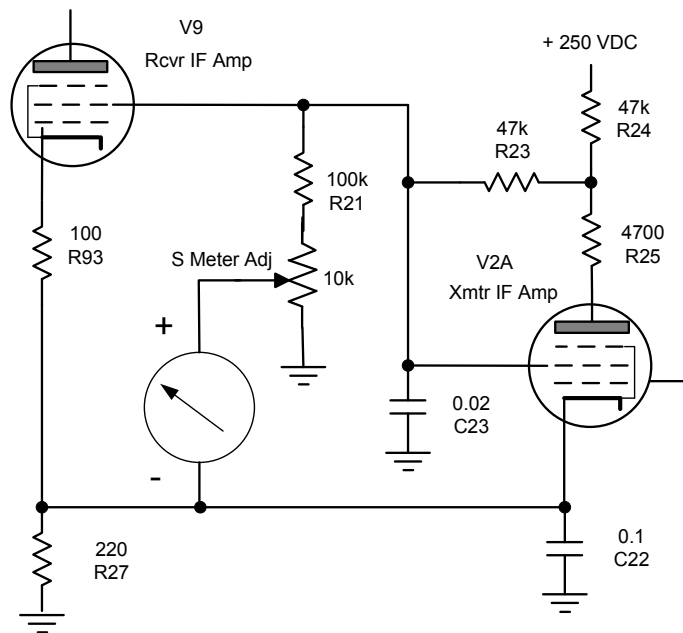 V9
Rcvr IF Amp
+ 250 VDC
47k
R24
47k
R23
100k
R21
4700
R25
100
R93
S Meter Adj
10k
V2A
Xmtr IF Amp
+
-
0.02
C23
220
R27
0.1
C22